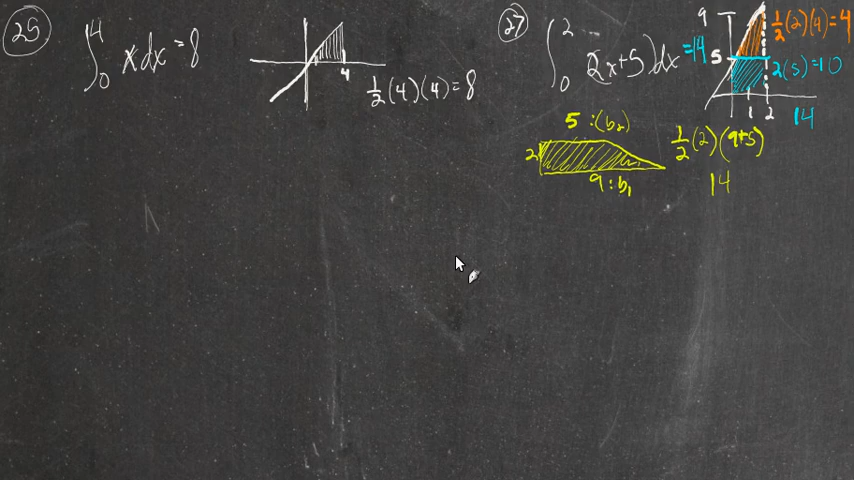 25
∫₀⁴ x dx = 8
4
½(4)(4) = 8
27
∫₀² (2x+5) dx = 14
9
5
1 2
½(2)(4) = 4
2(5) = 10
14
5 : (b₂)
2
9 : b₁
½(2)(9+5)
14